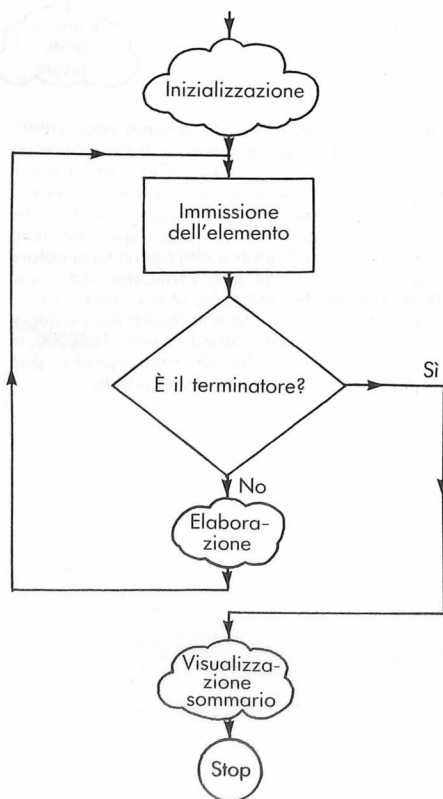 Inizializzazione
Immissione
dell'elemento
È il terminatore?
Sì
No
Elabora-
zione
Visualizza-
zione
sommario
Stop